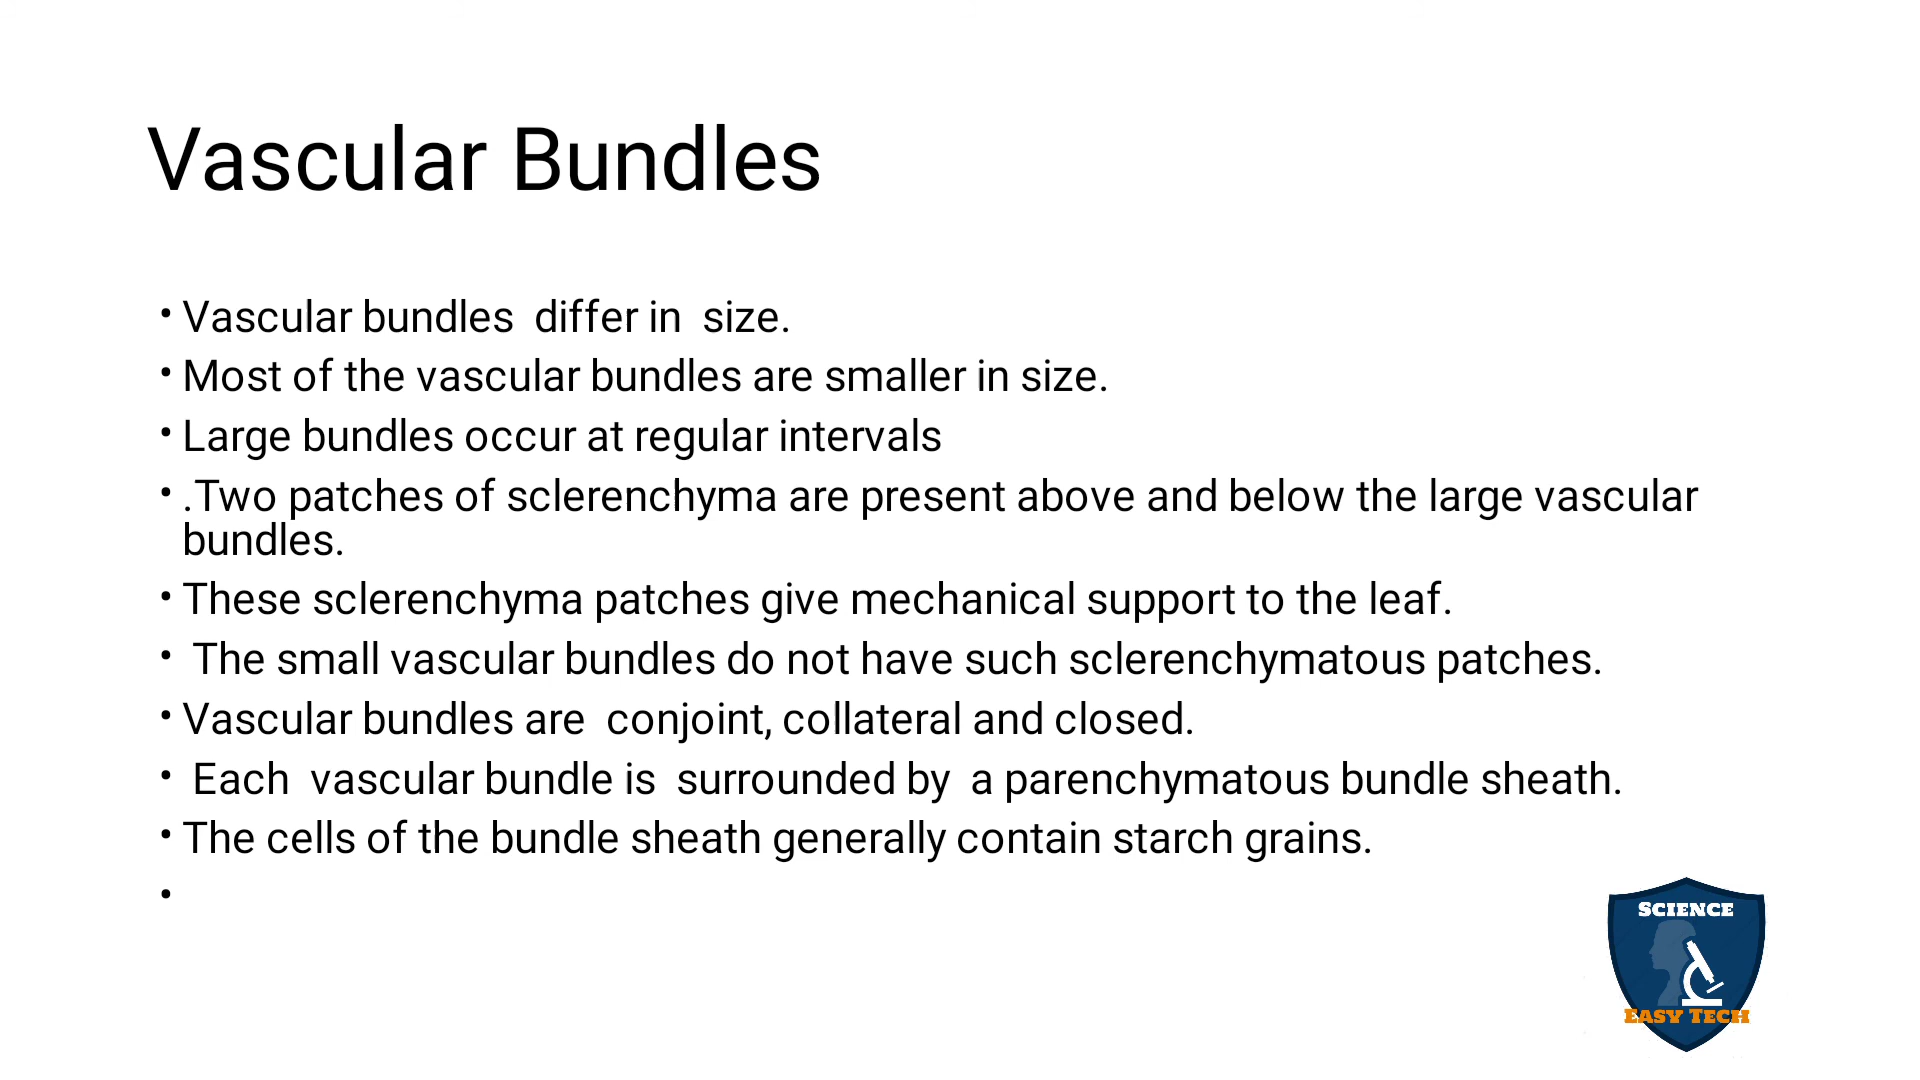 Vascular Bundles
• Vascular bundles  differ in  size.
• Most of the vascular bundles are smaller in size.
• Large bundles occur at regular intervals
• .Two patches of sclerenchyma are present above and below the large vascular
bundles.
• These sclerenchyma patches give mechanical support to the leaf.
•  The small vascular bundles do not have such sclerenchymatous patches.
• Vascular bundles are  conjoint, collateral and closed.
•  Each  vascular bundle is  surrounded by  a parenchymatous bundle sheath.
• The cells of the bundle sheath generally contain starch grains.
•
SCIENCE
EASY TECH